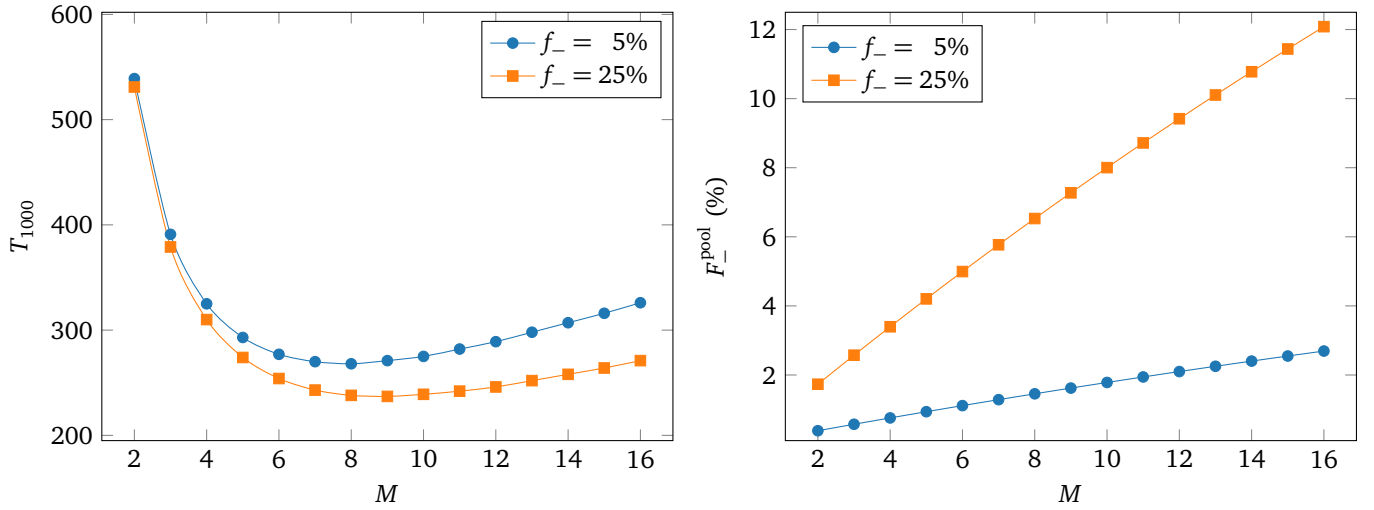 600
500
400
300
200
T₁₀₀₀
2 4 6 8 10 12 14 16
M
f₋ = 5%
f₋ = 25%
12
10
8
6
4
2
F₋^pool (%)
2 4 6 8 10 12 14 16
M
f₋ = 5%
f₋ = 25%